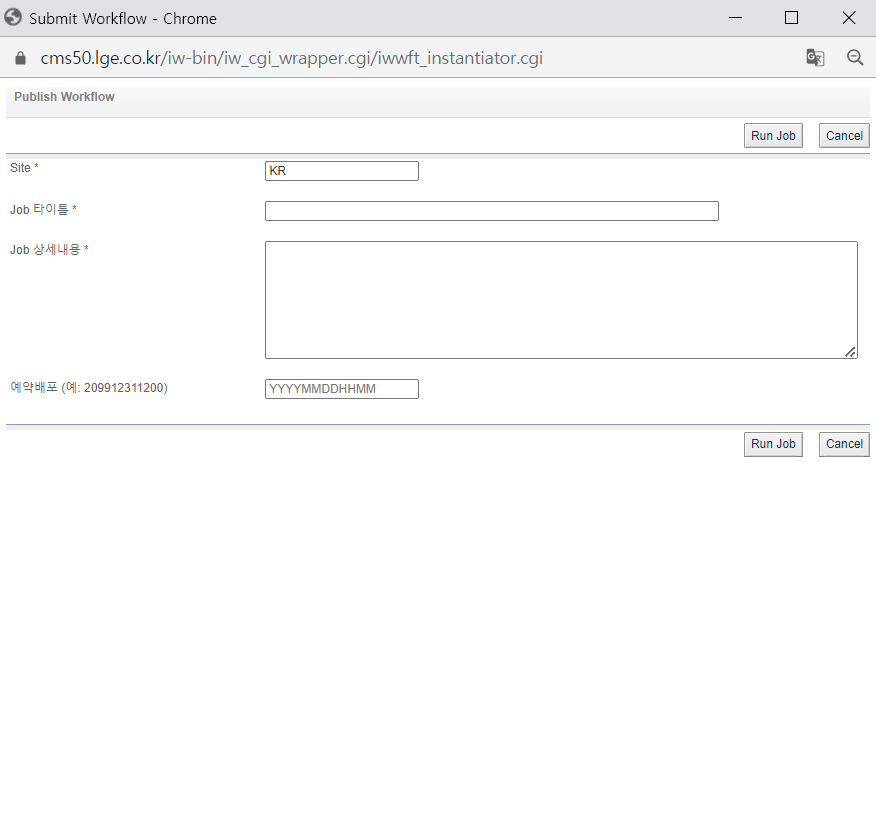 Submit Workflow - Chrome
cms50.lge.co.kr/iw-bin/iw_cgi_wrapper.cgi/iwwft_instantiator.cgi
Publish Workflow
Run Job Cancel
Site * KR
Job 타이틀 *
Job 상세내용 *
예약배포 (예: 209912311200) YYYYMMDDHHMM
Run Job Cancel